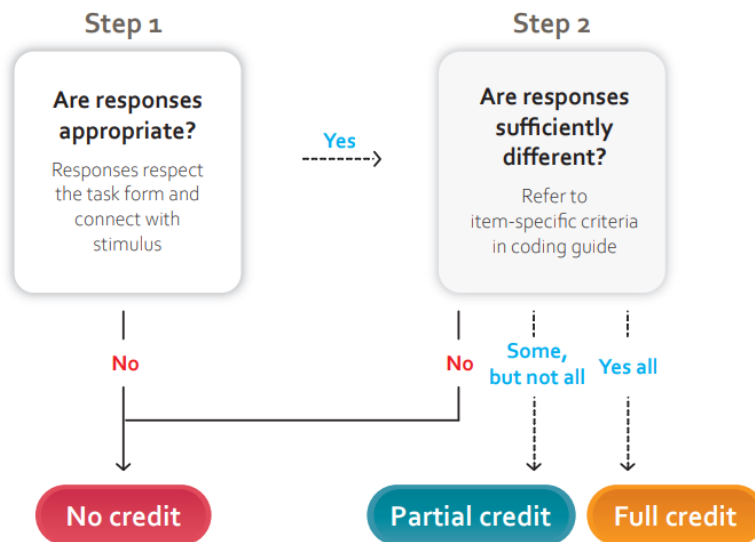 Step 1
Are responses
appropriate?
Responses respect
the task form and
connect with
stimulus
Yes
Step 2
Are responses
sufficiently
different?
Refer to
item-specific criteria
in coding guide
No
No
Some,
but not all
Yes all
No credit
Partial credit
Full credit